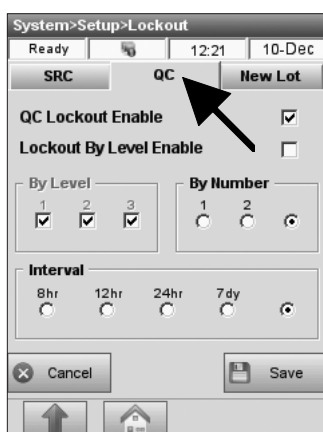 System>Setup>Lockout
Ready 12:21 10-Dec
SRC QC New Lot
QC Lockout Enable
Lockout By Level Enable
By Level By Number
1 2 3 1 2
Interval
8hr 12hr 24hr 7dy
Cancel Save